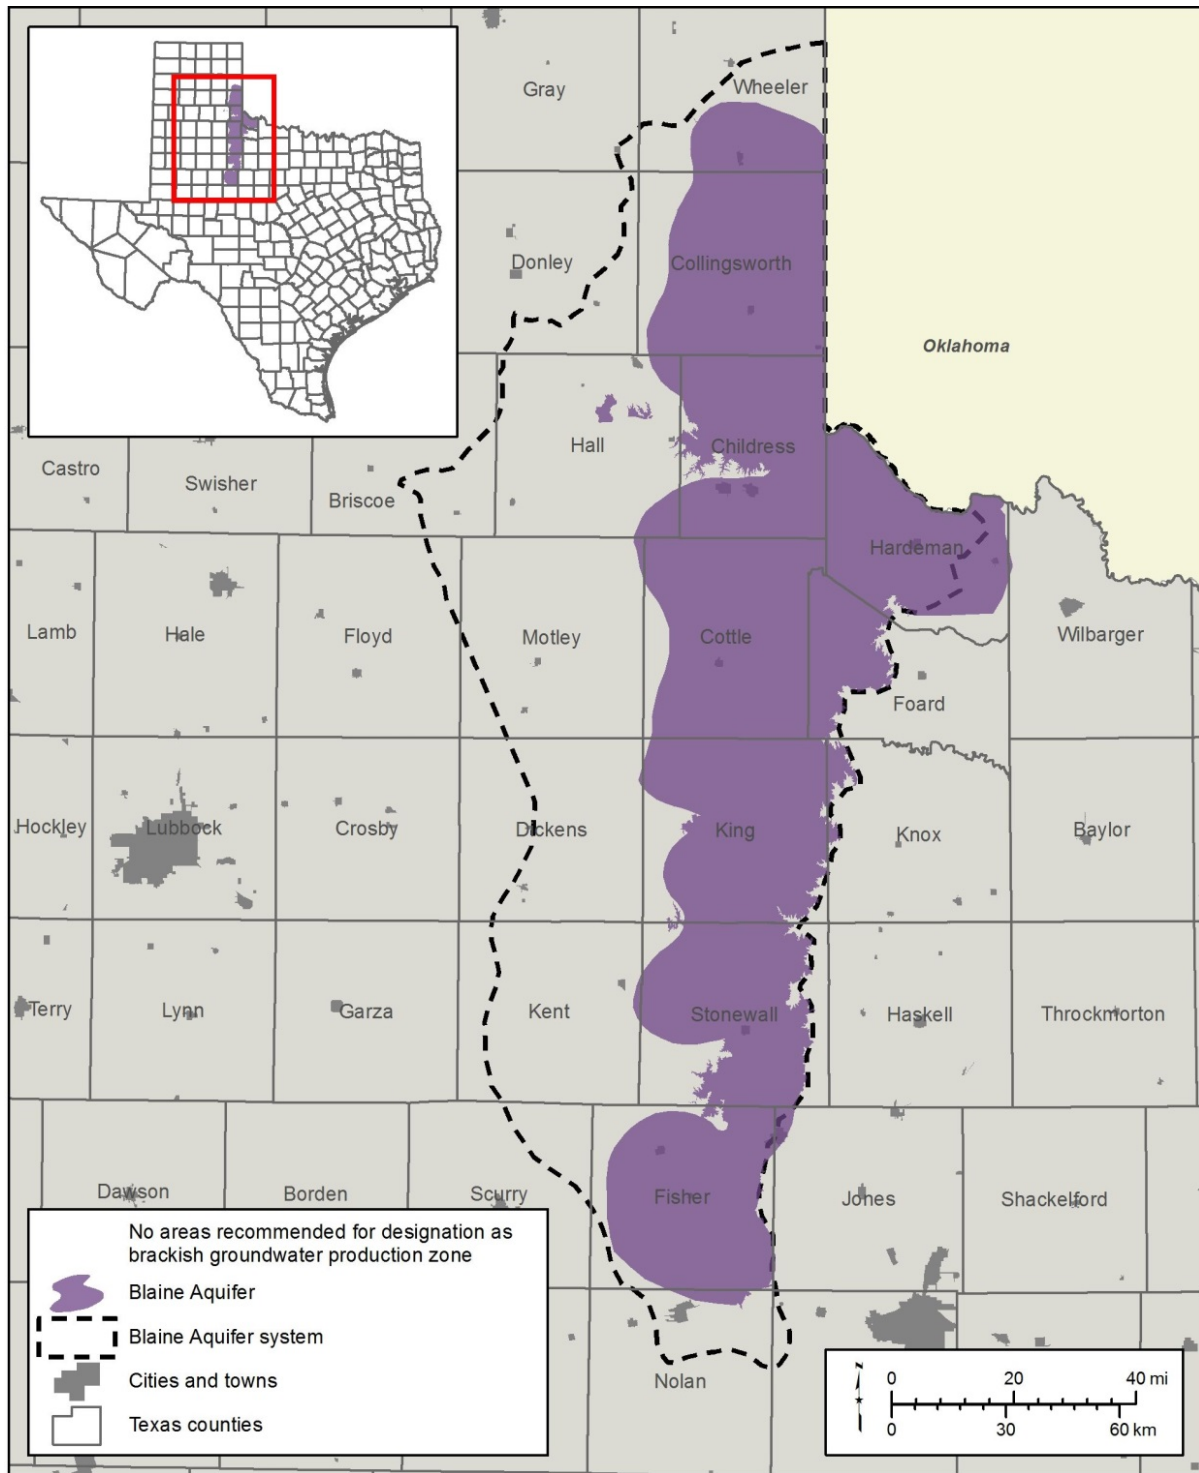 Gray
Wheeler
Donley
Collingsworth
Oklahoma
Hall
Childress
Castro
Swisher
Briscoe
Hardeman
Lamb
Hale
Floyd
Motley
Cottle
Wilbarger
Foard
Hockley
Lubbock
Crosby
Dickens
King
Knox
Baylor
Terry
Lynn
Garza
Kent
Stonewall
Haskell
Throckmorton
Dawson
Borden
Scurry
Fisher
Jones
Shackelford
Nolan
No areas recommended for designation as
brackish groundwater production zone
Blaine Aquifer
Blaine Aquifer system
Cities and towns
Texas counties
N
0 20 40 mi
0 30 60 km